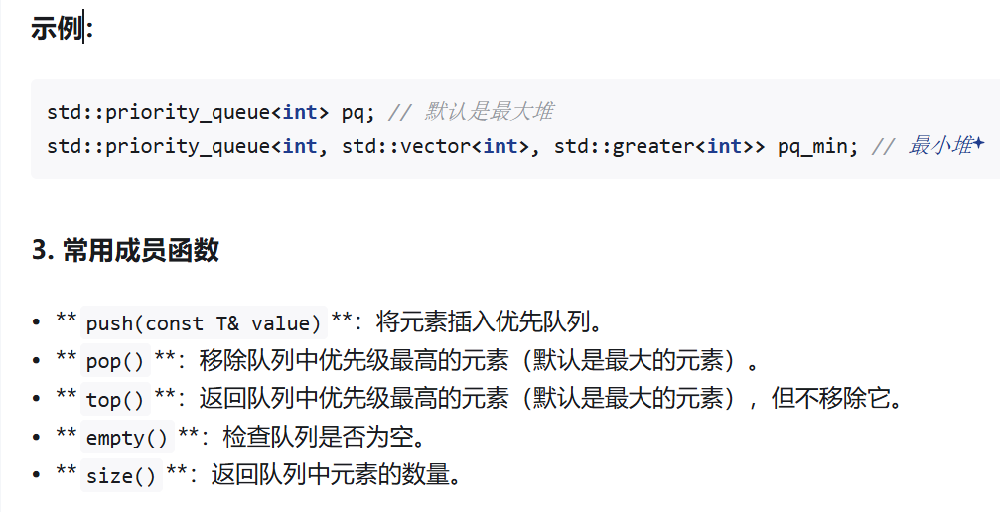 示例：
std::priority_queue<int> pq; // 默认是最大堆
std::priority_queue<int, std::vector<int>, std::greater<int>> pq_min; // 最小堆
3. 常用成员函数
• ** push(const T& value) **：将元素插入优先队列。
• ** pop() **：移除队列中优先级最高的元素（默认是最大的元素）。
• ** top() **：返回队列中优先级最高的元素（默认是最大的元素），但不移除它。
• ** empty() **：检查队列是否为空。
• ** size() **：返回队列中元素的数量。